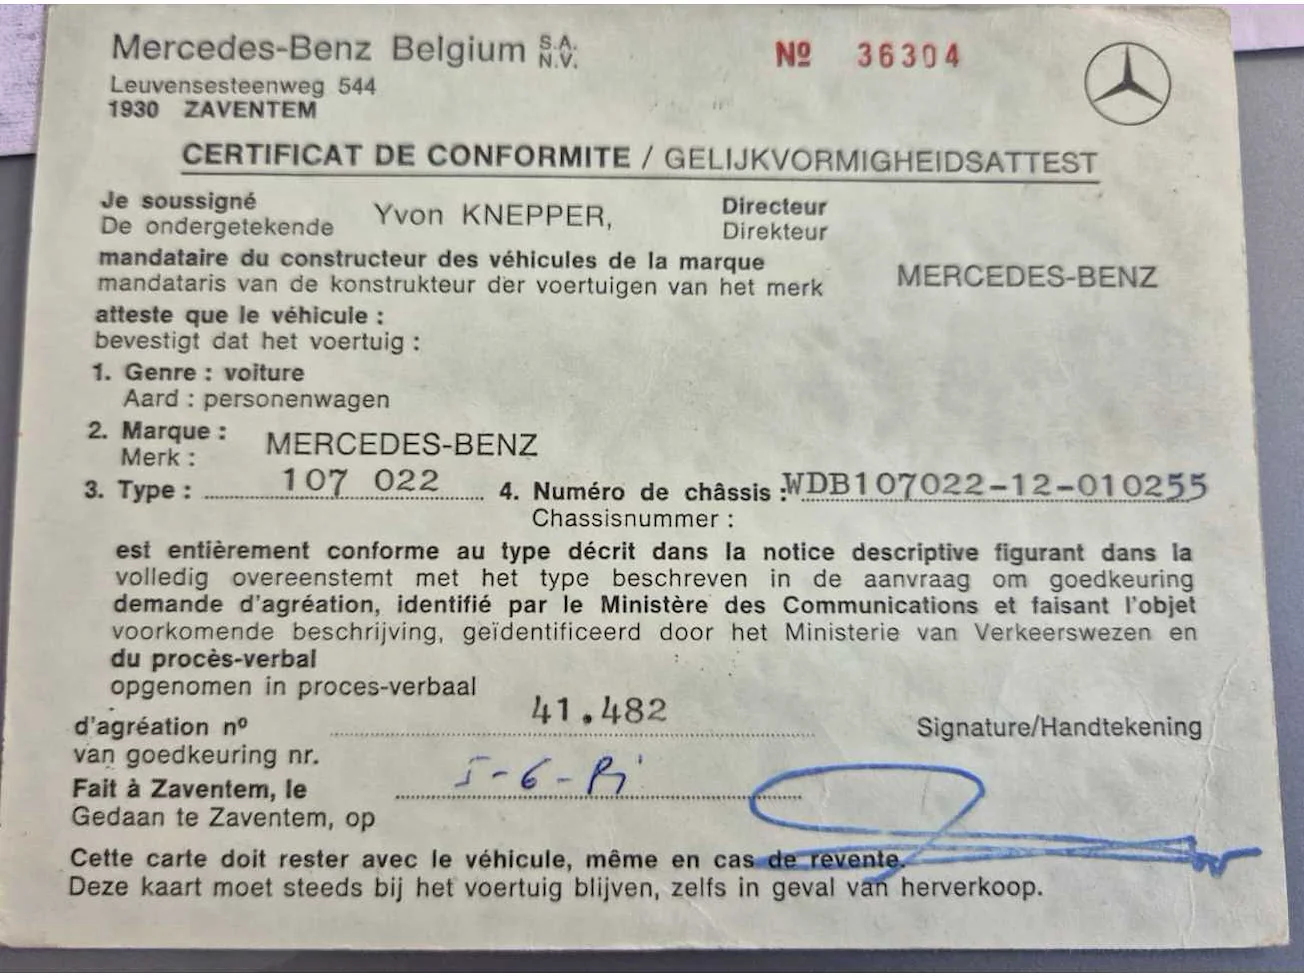 Mercedes-Benz Belgium S.A. N.V.
Nº 36304
Leuvensesteenweg 544
1930 ZAVENTEM
CERTIFICAT DE CONFORMITE / GELIJKVORMIGHEIDSATTEST
Je soussigné
De ondergetekende
Yvon KNEPPER,
Directeur
Direkteur
mandataire du constructeur des véhicules de la marque
mandataris van de konstrukteur der voertuigen van het merk
MERCEDES-BENZ
atteste que le véhicule :
bevestigt dat het voertuig :
1. Genre : voiture
Aard : personenwagen
2. Marque :
Merk :
MERCEDES-BENZ
3. Type : 107 022
4. Numéro de châssis : WDB107022-12-010255
Chassisnummer :
est entièrement conforme au type décrit dans la notice descriptive figurant dans la
volledig overeenstemt met het type beschreven in de aanvraag om goedkeuring
demande d'agréation, identifié par le Ministère des Communications et faisant l'objet
voorkomende beschrijving, geïdentificeerd door het Ministerie van Verkeerswezen en
du procès-verbal
opgenomen in proces-verbaal
d'agréation nº 41.482
van goedkeuring nr.
Signature/Handtekening
Fait à Zaventem, le 5-6-
Gedaan te Zaventem, op
Cette carte doit rester avec le véhicule, même en cas de revente.
Deze kaart moet steeds bij het voertuig blijven, zelfs in geval van herverkoop.